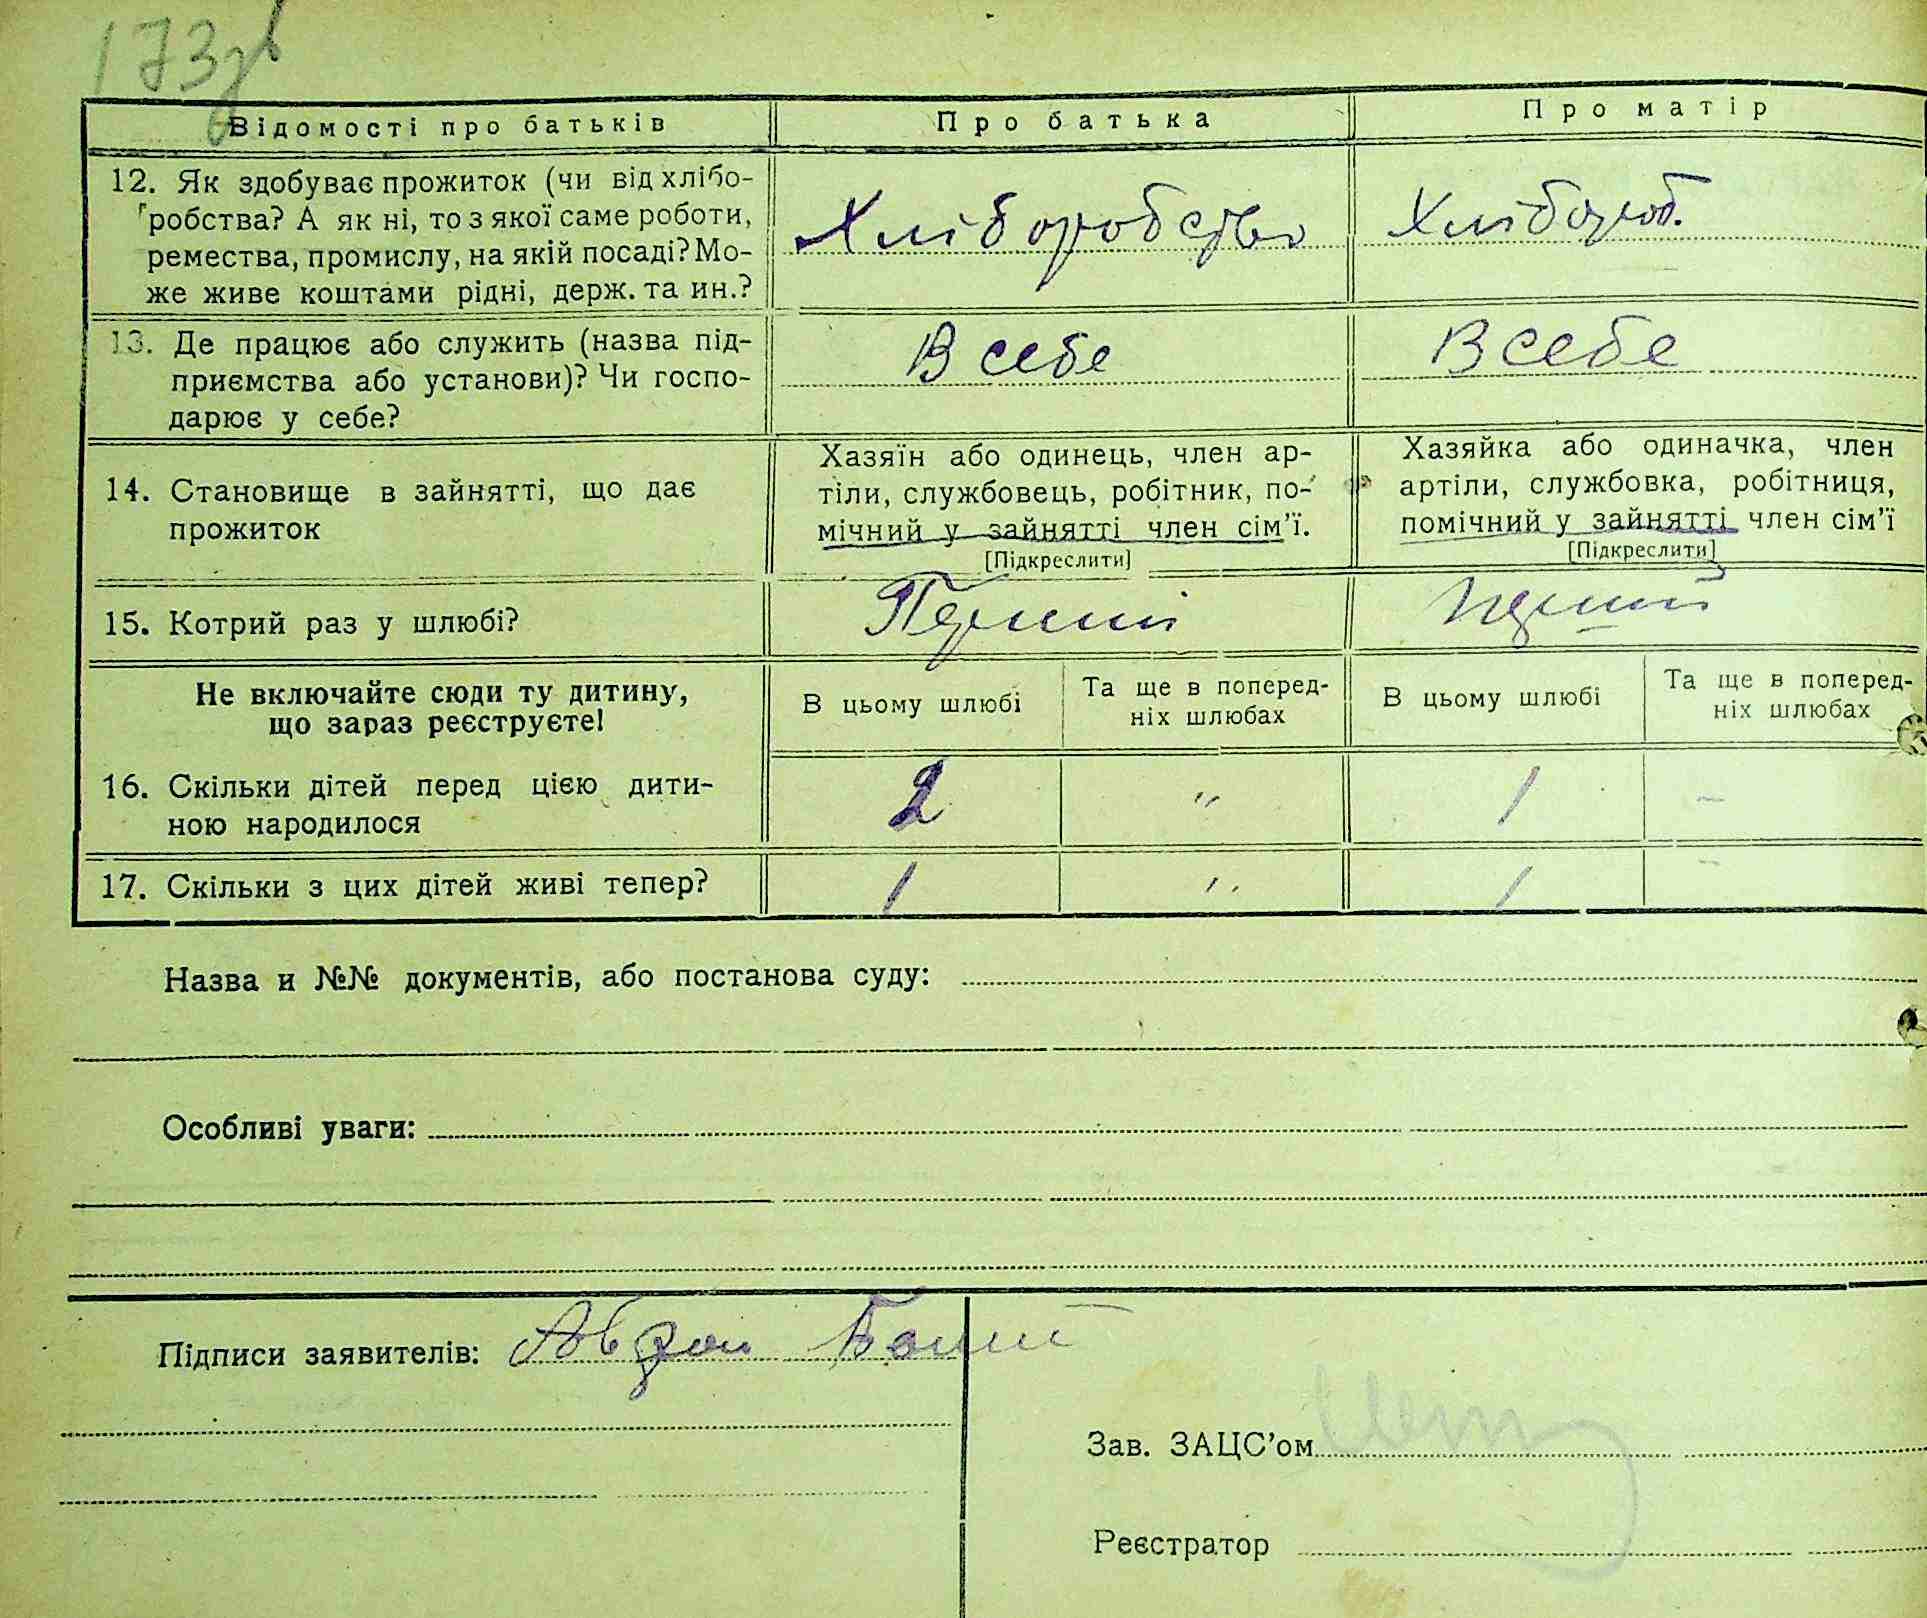 173зв
Відомості про батьків
Про батька
Про матір
12. Як здобуває прожиток (чи від хлібо-
робства? А як ні, то з якої саме роботи,
ремества, промислу, на якій посаді? Мо-
же живе коштами рідні, держ. та ин.?
Хліборобство
Хлібороб.
13. Де працює або служить (назва під-
приємства або установи)? Чи госпо-
дарює у себе?
В себе
В себе
14. Становище в зайнятті, що дає
прожиток
Хазяїн або одинець, член ар-
тіли, службовець, робітник, по-
мічний у зайнятті член сім’ї.
[Підкреслити]
Хазяйка або одиначка, член
артіли, службовка, робітниця,
помічний у зайнятті член сім’ї
[Підкреслити]
15. Котрий раз у шлюбі?
Перший
перший
Не включайте сюди ту дитину,
що зараз реєструєте!
В цьому шлюбі
Та ще в поперед-
ніх шлюбах
В цьому шлюбі
Та ще в поперед-
ніх шлюбах
16. Скільки дітей перед цією дити-
ною народилося
2
"
1
-
17. Скільки з цих дітей живі тепер?
1
"
1
-
Назва и №№ документів, або постанова суду:
Особливі уваги:
Підписи заявителів:
Зав. ЗАЦС’ом
Реєстратор